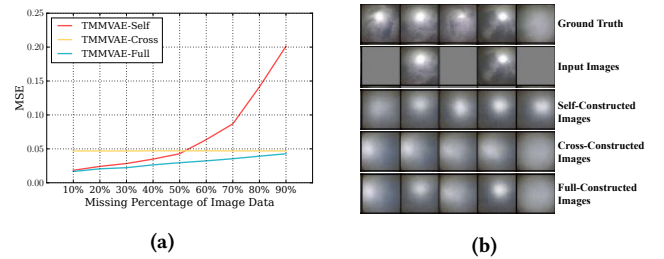 0.25
0.20
0.15
0.10
0.05
0.00
MSE
TMMVAE-Self
TMMVAE-Cross
TMMVAE-Full
10% 20% 30% 40% 50% 60% 70% 80% 90%
Missing Percentage of Image Data
(a)
Ground Truth
Input Images
Self-Constructed
Images
Cross-Constructed
Images
Full-Constructed
Images
(b)